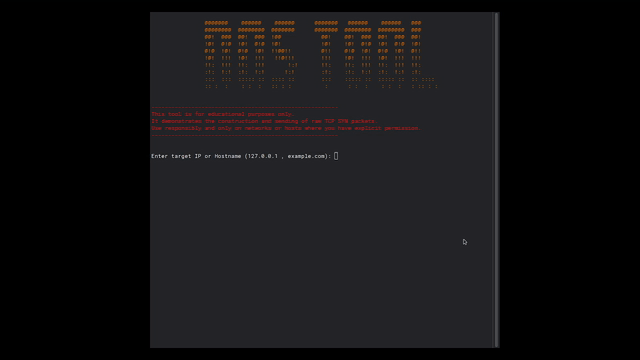 This tool is for educational purposes only.
It demonstrates the construction and sending of raw TCP SYN packets.
Use responsibly and only on networks or hosts where you have explicit permission
Enter target IP or Hostname (127.0.0.1 , example.com):